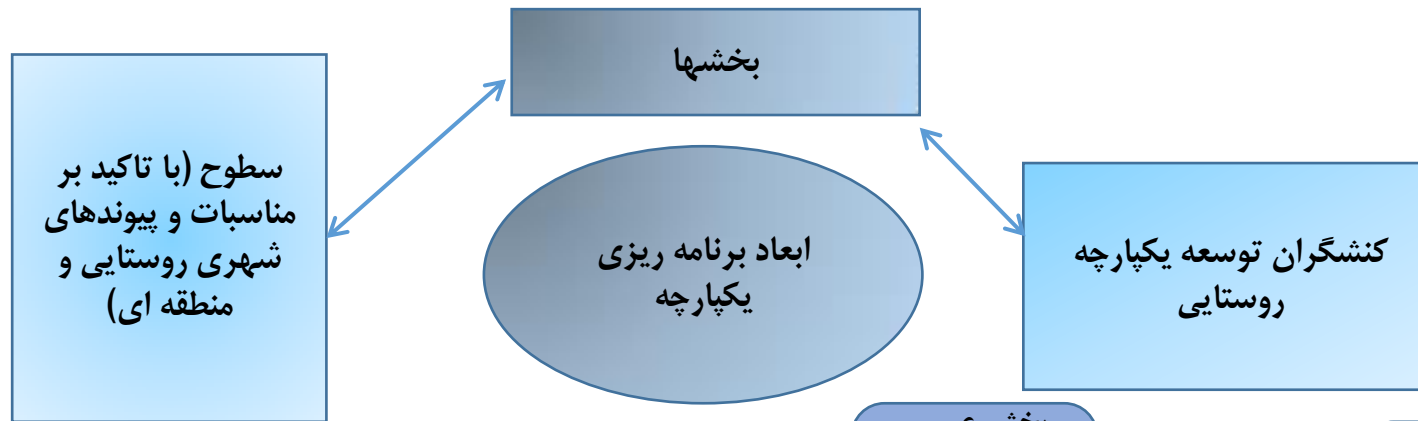 بخشها
سطوح (با تاکید بر
مناسبات و پیوندهای
شهری روستایی و
منطقه ای)
ابعاد برنامه ریزی
یکپارچه
کنشگران توسعه یکپارچه
روستایی